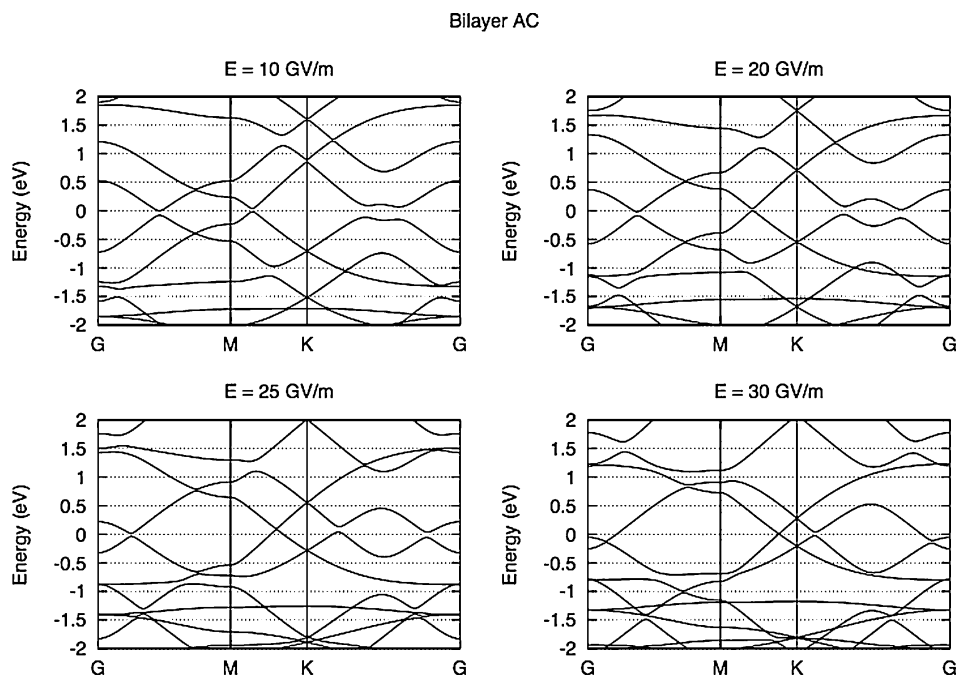 Bilayer AC
E = 10 GV/m
E = 20 GV/m
Energy (eV)
2
1.5
1
0.5
0
-0.5
-1
-1.5
-2
G M K G
Energy (eV)
2
1.5
1
0.5
0
-0.5
-1
-1.5
-2
G M K G
E = 25 GV/m
E = 30 GV/m
Energy (eV)
2
1.5
1
0.5
0
-0.5
-1
-1.5
-2
G M K G
Energy (eV)
2
1.5
1
0.5
0
-0.5
-1
-1.5
-2
G M K G